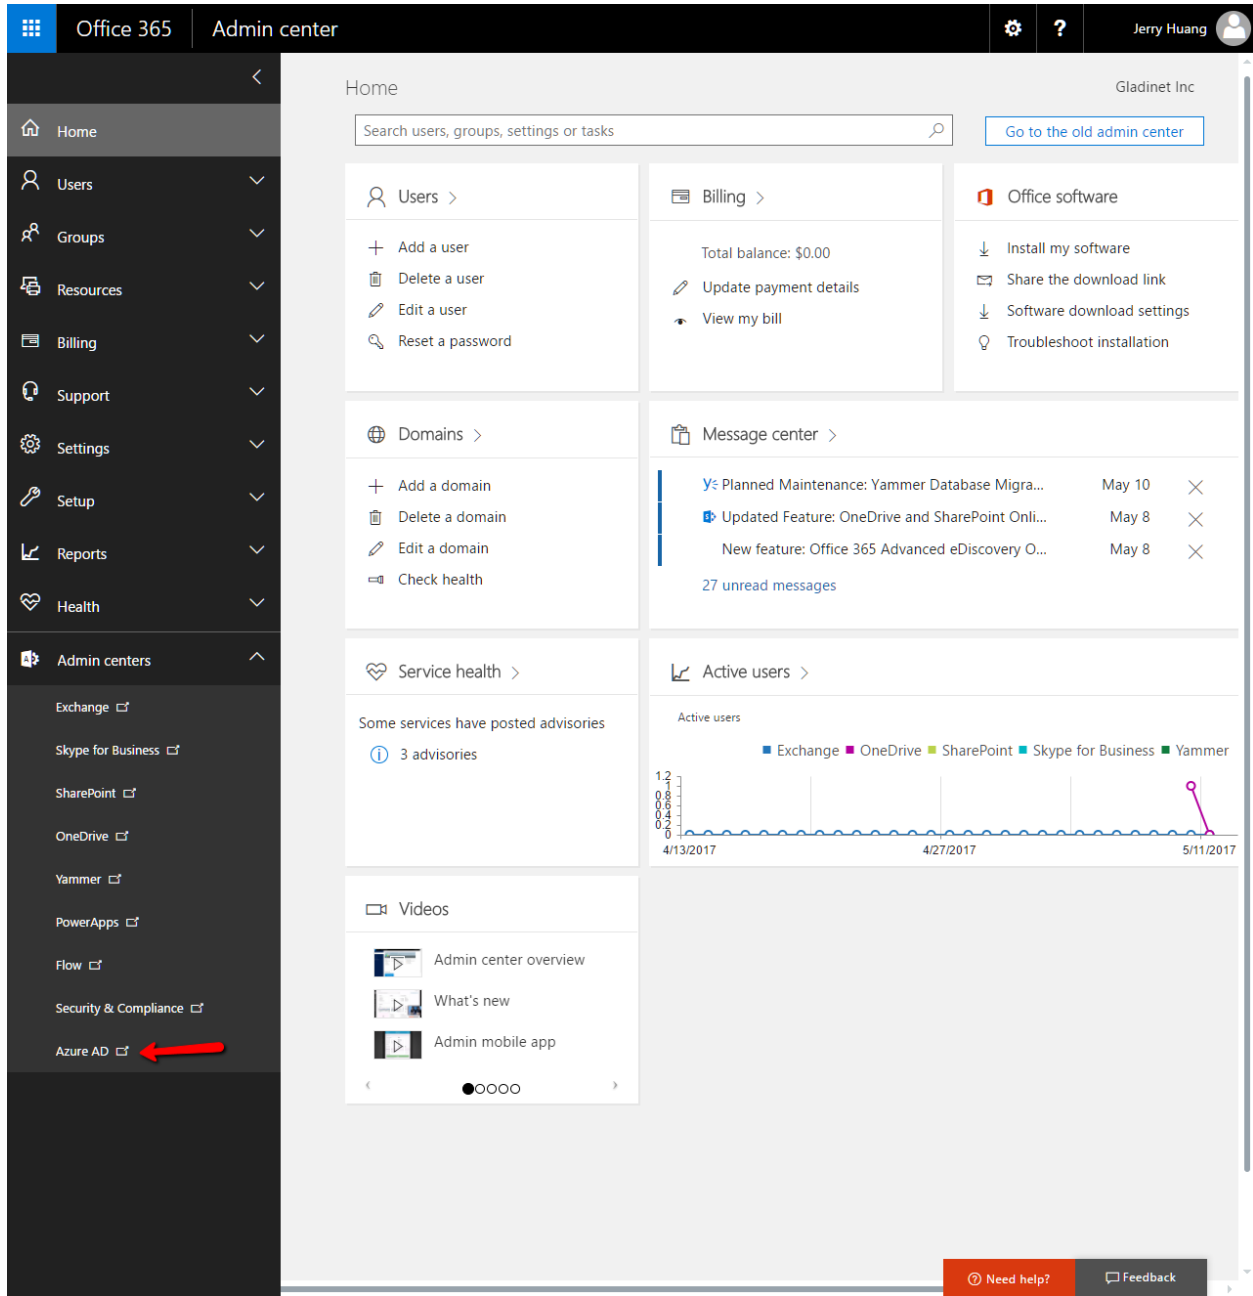 Office 365
Admin center
?
Jerry Huang
Home
Users
Groups
Resources
Billing
Support
Settings
Setup
Reports
Health
Admin centers
Exchange
Skype for Business
SharePoint
OneDrive
Yammer
PowerApps
Flow
Security & Compliance
Azure AD
Home
Gladinet Inc
Search users, groups, settings or tasks
Go to the old admin center
Users
Add a user
Delete a user
Edit a user
Reset a password
Billing
Total balance: $0.00
Update payment details
View my bill
Office software
Install my software
Share the download link
Software download settings
Troubleshoot installation
Domains
Add a domain
Delete a domain
Edit a domain
Check health
Message center
Planned Maintenance: Yammer Database Migra... May 10
Updated Feature: OneDrive and SharePoint Onli... May 8
New feature: Office 365 Advanced eDiscovery O... May 8
27 unread messages
Service health
Some services have posted advisories
3 advisories
Active users
Active users
Exchange OneDrive SharePoint Skype for Business Yammer
1.2
1
0.8
0.6
0.4
0.2
0
4/13/2017 4/27/2017 5/11/2017
Videos
Admin center overview
What's new
Admin mobile app
Need help?
Feedback